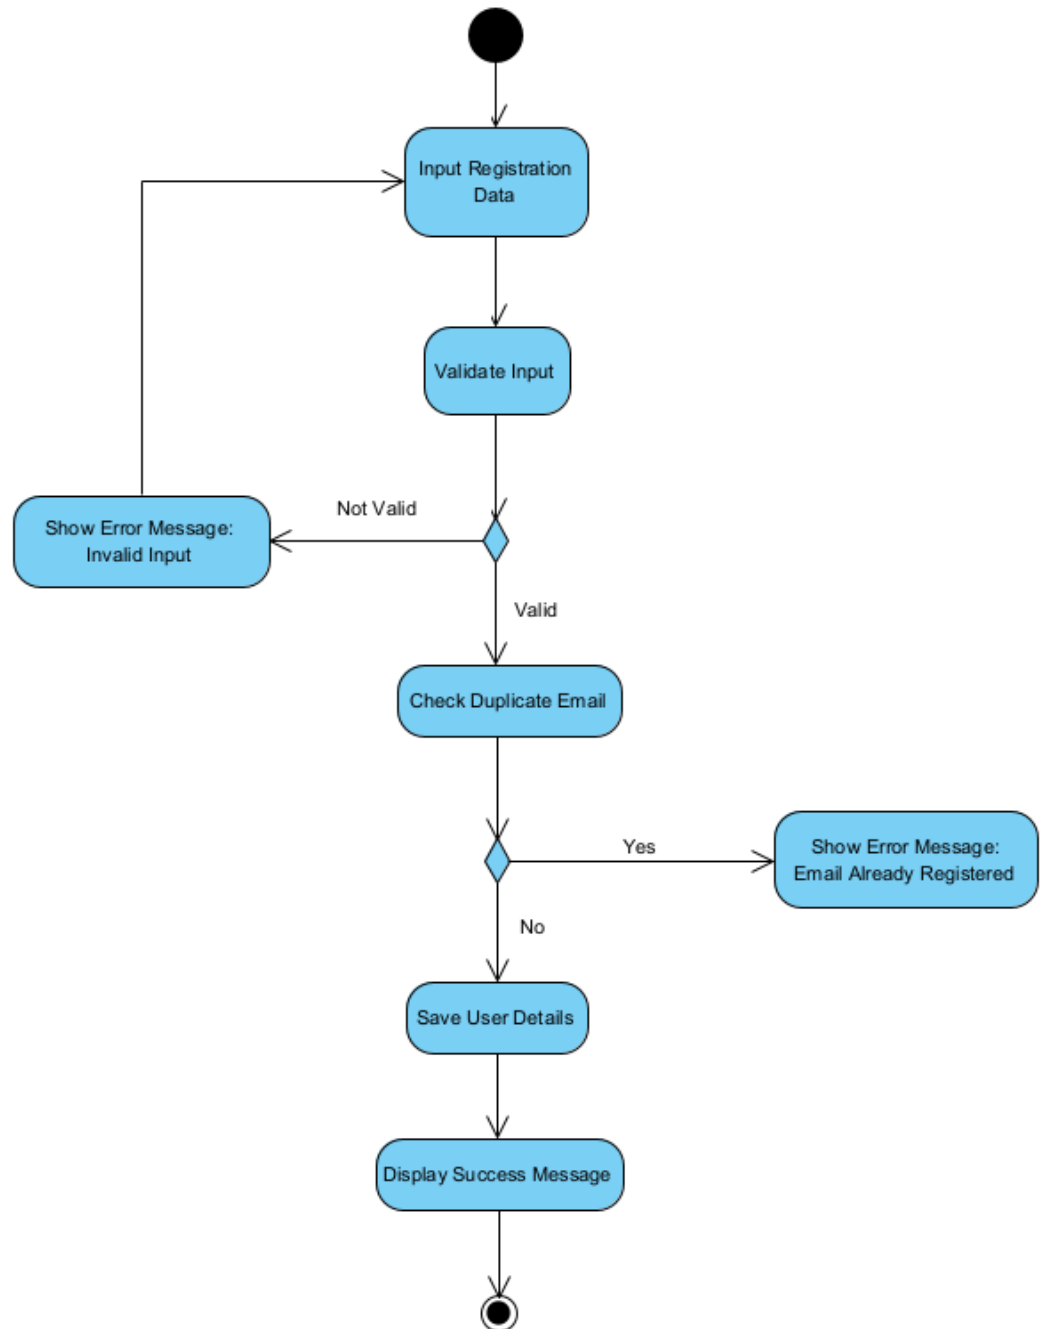 Input Registration
Data
Validate Input
Not Valid
Show Error Message:
Invalid Input
Valid
Check Duplicate Email
Yes
Show Error Message:
Email Already Registered
No
Save User Details
Display Success Message